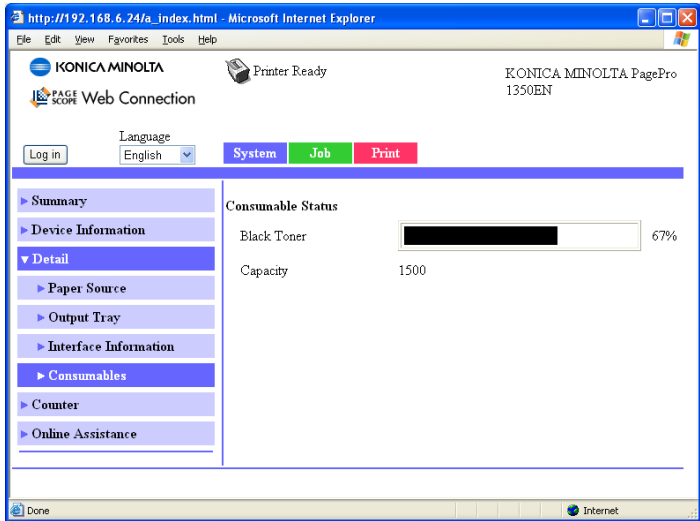 http://192.168.6.24/a_index.html - Microsoft Internet Explorer
File Edit View Favorites Tools Help
KONICA MINOLTA
Printer Ready
KONICA MINOLTA PagePro
1350EN
PAGE SCOPE Web Connection
Language
Log in
English
System
Job
Print
Summary
Device Information
Detail
Paper Source
Output Tray
Interface Information
Consumables
Counter
Online Assistance
Consumable Status
Black Toner
67%
Capacity
1500
Done
Internet